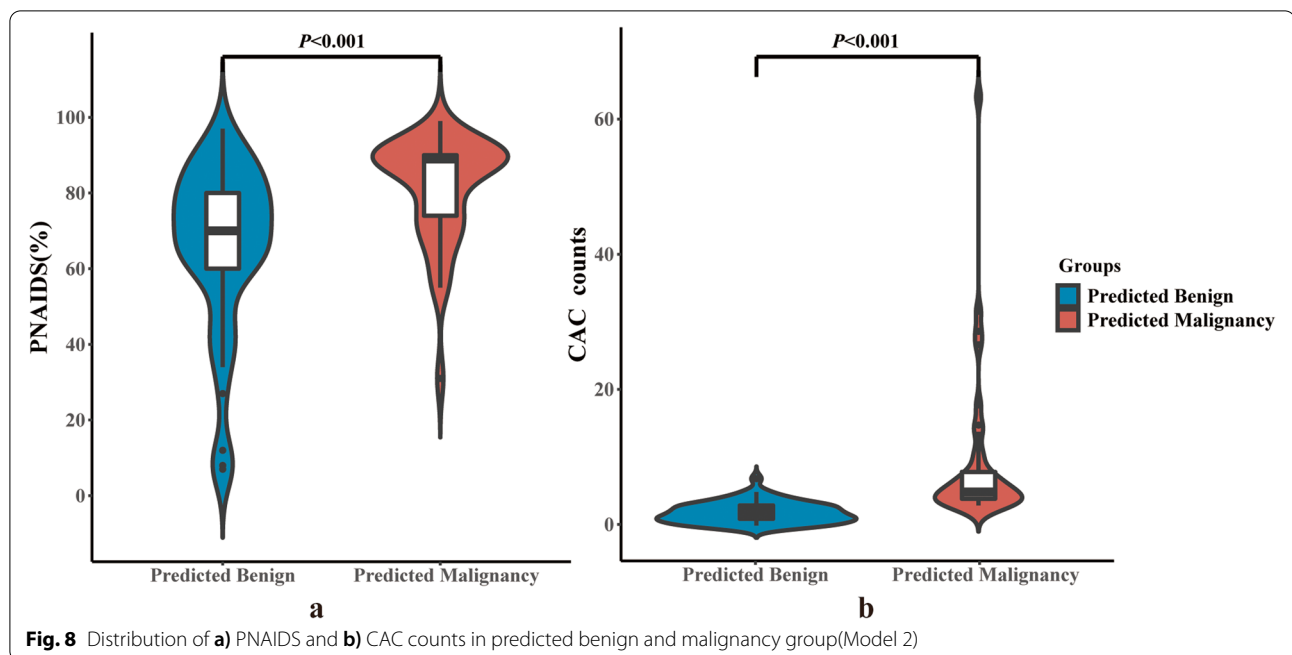 P<0.001
100
80
60
40
20
0
PNAIDS(%)
Predicted Benign
Predicted Malignancy
a
P<0.001
60
40
20
0
CAC counts
Predicted Benign
Predicted Malignancy
b
Groups
Predicted Benign
Predicted Malignancy
Fig. 8 Distribution of a) PNAIDS and b) CAC counts in predicted benign and malignancy group(Model 2)